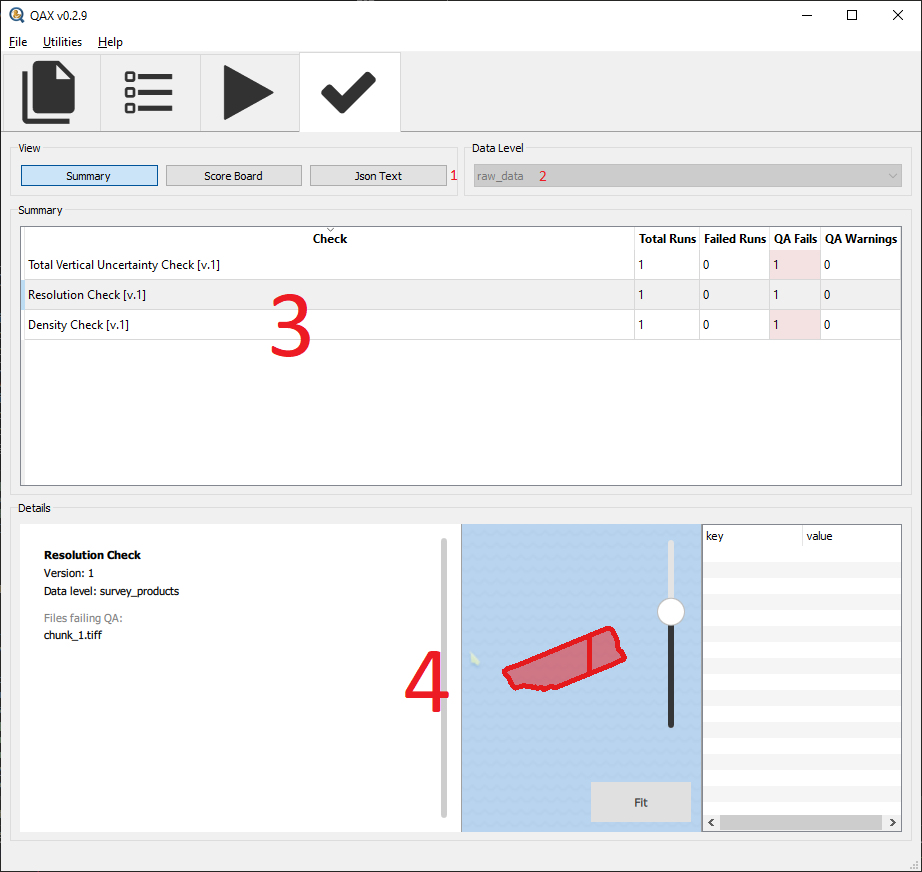 QAX v0.2.9
File Utilities Help
View
Data Level
Summary Score Board Json Text 1
raw_data 2
Summary
Check Total Runs Failed Runs QA Fails QA Warnings
Total Vertical Uncertainty Check [v.1] 1 0 1 0
Resolution Check [v.1] 1 0 1 0
Density Check [v.1] 1 0 1 0
3
Details
Resolution Check
Version: 1
Data level: survey_products
Files failing QA:
chunk_1.tiff
4
Fit
key value